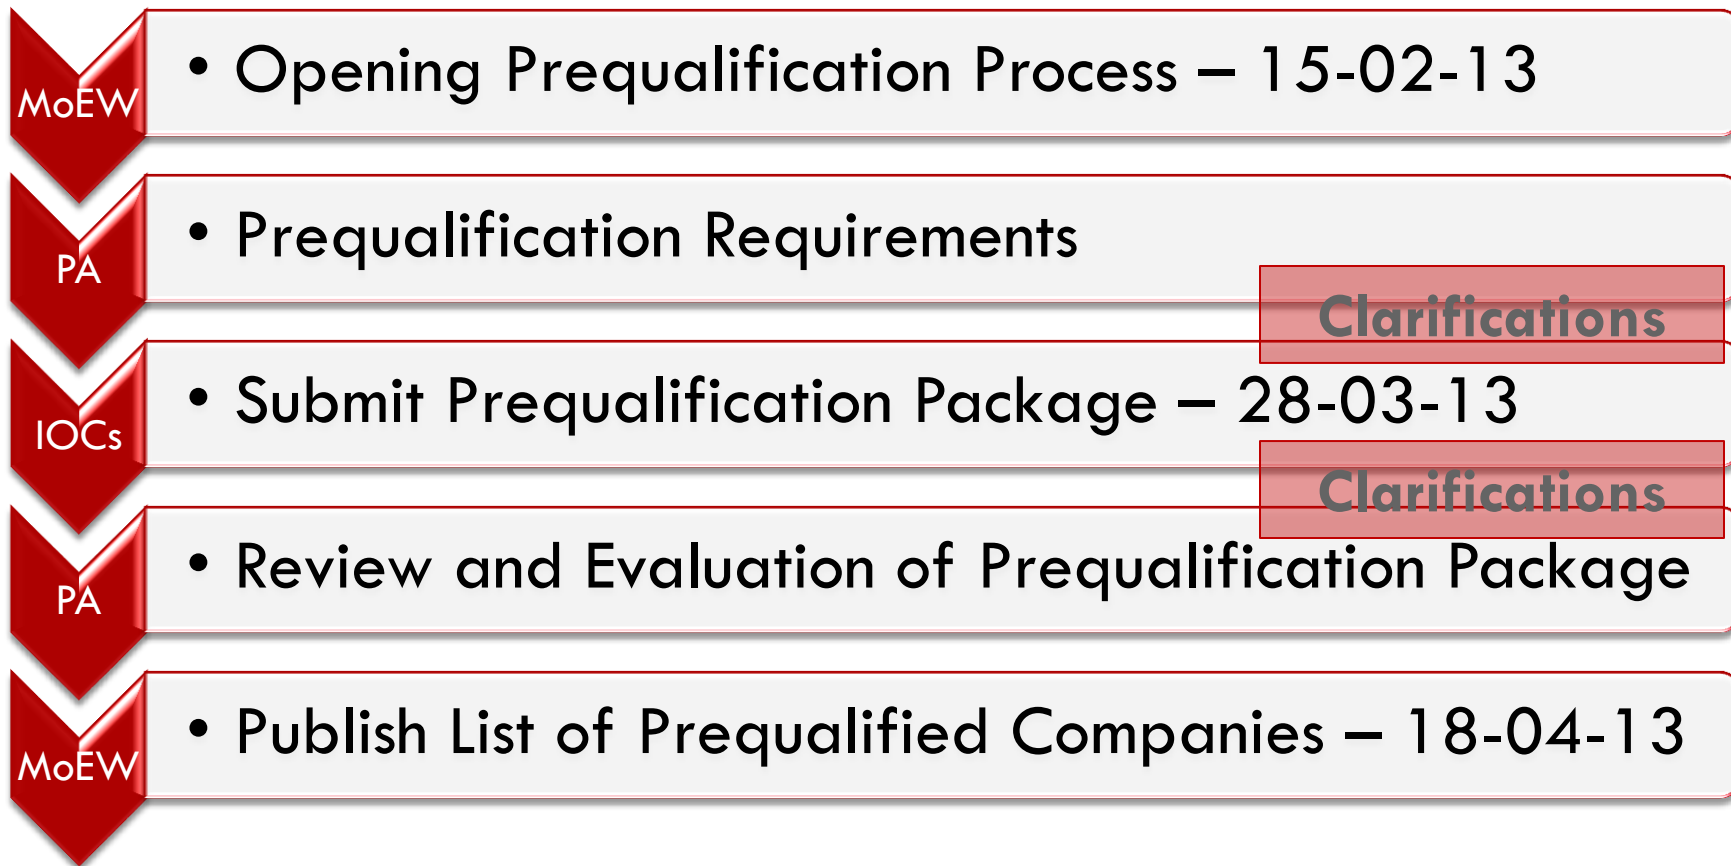 MoEW
• Opening Prequalification Process – 15-02-13
PA
• Prequalification Requirements
Clarifications
IOCs
• Submit Prequalification Package – 28-03-13
Clarifications
PA
• Review and Evaluation of Prequalification Package
MoEW
• Publish List of Prequalified Companies – 18-04-13